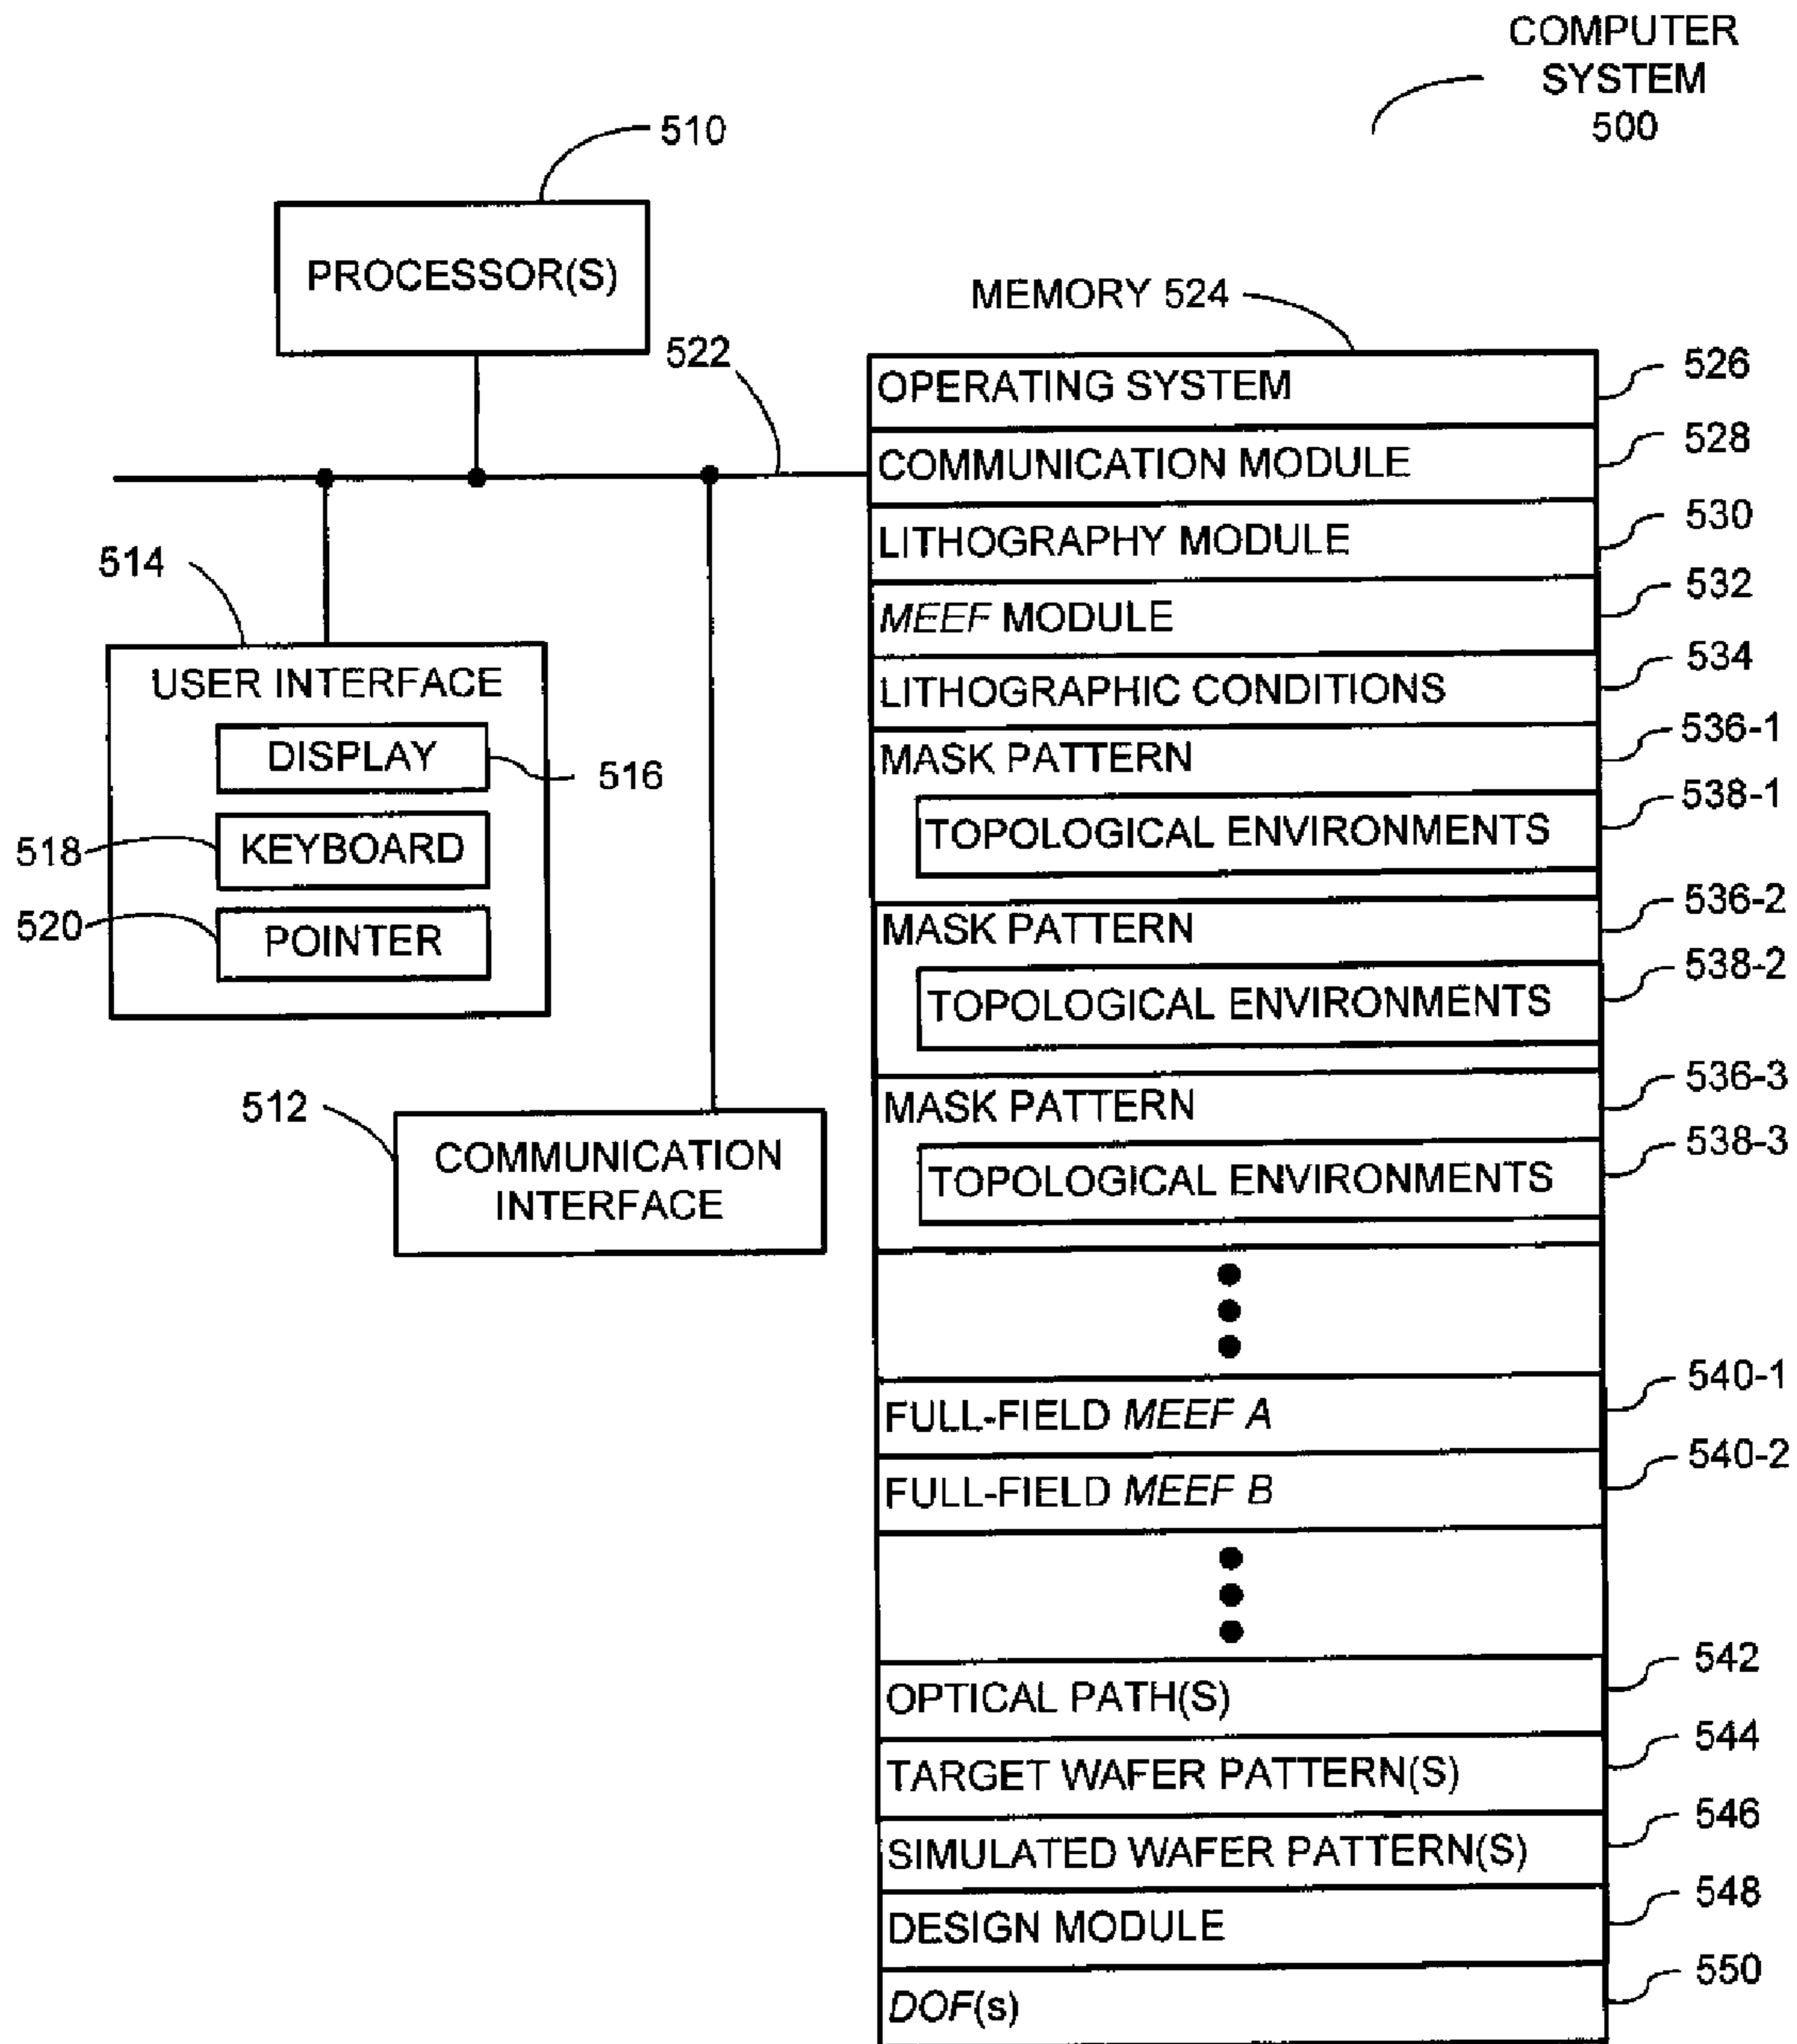 COMPUTER
SYSTEM
500
510
PROCESSOR(S)
522
514
USER INTERFACE
DISPLAY
516
518
KEYBOARD
520
POINTER
512
COMMUNICATION
INTERFACE
MEMORY 524
OPERATING SYSTEM
526
COMMUNICATION MODULE
528
LITHOGRAPHY MODULE
530
MEEF MODULE
532
LITHOGRAPHIC CONDITIONS
534
MASK PATTERN
536-1
TOPOLOGICAL ENVIRONMENTS
538-1
MASK PATTERN
536-2
TOPOLOGICAL ENVIRONMENTS
538-2
MASK PATTERN
536-3
TOPOLOGICAL ENVIRONMENTS
538-3
FULL-FIELD MEEF A
540-1
FULL-FIELD MEEF B
540-2
OPTICAL PATH(S)
542
TARGET WAFER PATTERN(S)
544
SIMULATED WAFER PATTERN(S)
546
DESIGN MODULE
548
DOF(s)
550